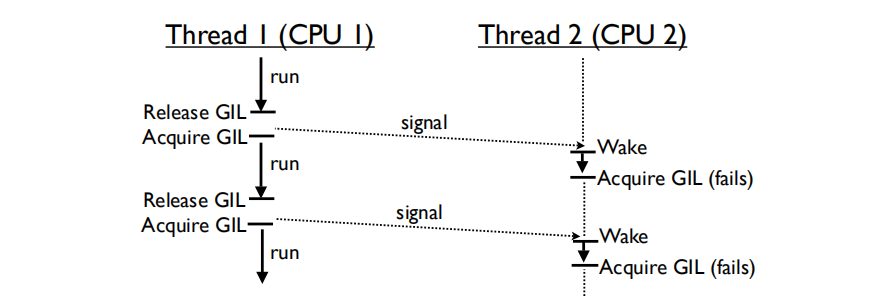 Thread 1 (CPU 1)
Thread 2 (CPU 2)
run
Release GIL
Acquire GIL
signal
Wake
run
Acquire GIL (fails)
Release GIL
Acquire GIL
signal
Wake
run
Acquire GIL (fails)